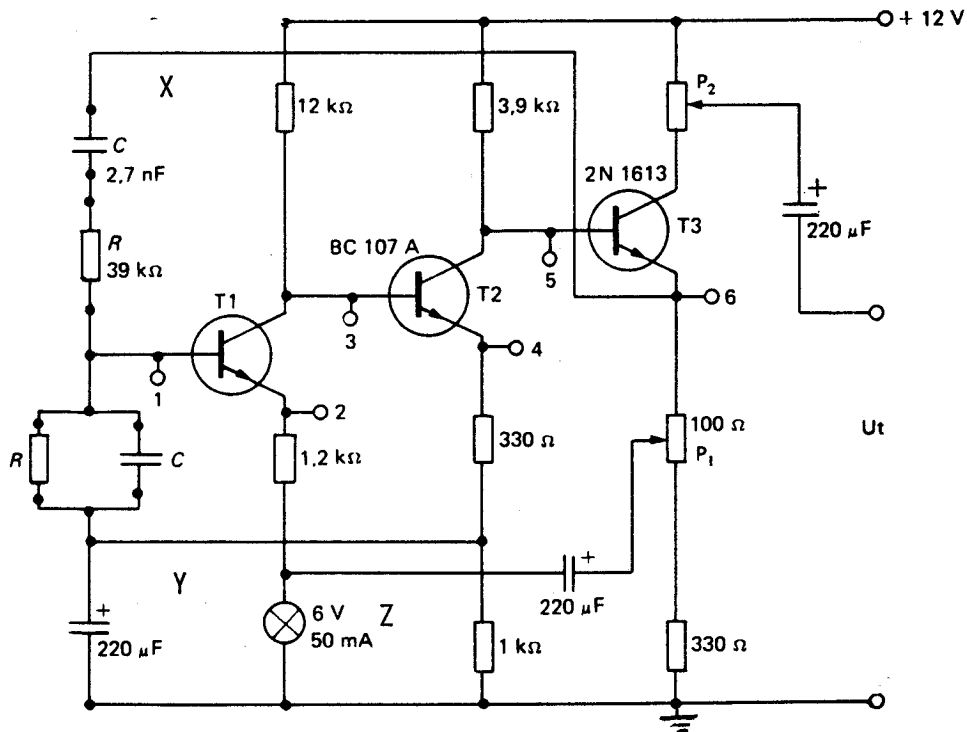 + 12 V
X
P₂
12 kΩ
3,9 kΩ
C
2,7 nF
2N 1613
+
220 µF
R
39 kΩ
T3
BC 107 A
5
T1
T2
6
3
4
1
2
100 Ω
P₁
Ut
R
C
1,2 kΩ
330 Ω
+
220 µF
Y
+
220 µF
6 V
50 mA
Z
1 kΩ
330 Ω